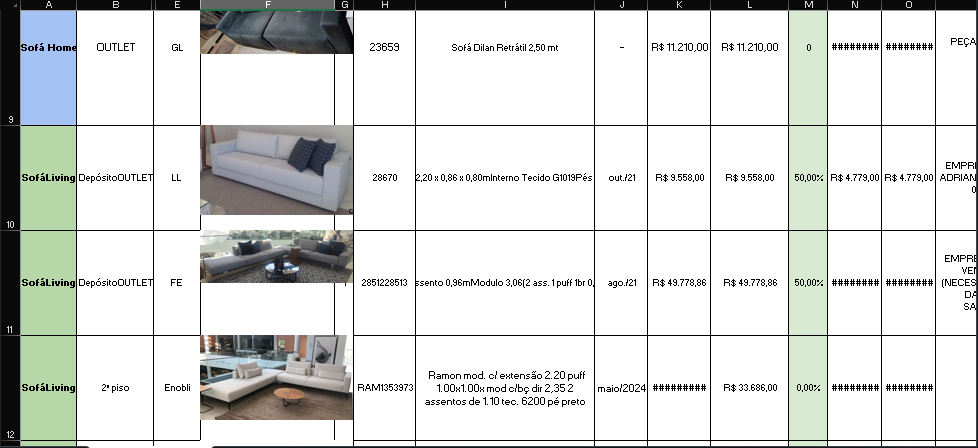 A B E F G H I J K L M N O
Sofá Home OUTLET GL 23659 Sofá Dilan Retrátil 2,50 mt - R$ 11.210,00 R$ 11.210,00 0 ######## ######## PEÇA
9
SofáLiving DepósitoOUTLET LL 28670 2,20 x 0,86 x 0,80mInterno Tecido G1019Pés out./21 R$ 9.558,00 R$ 9.558,00 50,00% R$ 4.779,00 R$ 4.779,00
EMPRE
ADRIAN
0
10
SofáLiving DepósitoOUTLET FE 2851228513 ssento 0,96mModulo 3,06(2 ass. 1 puff 1br 0, ago./21 R$ 49.778,86 R$ 49.778,86 50,00% ######## ########
EMPRE
VEN
(NECES
DA
SA
11
SofáLiving 2º piso Enobli RAM1353973
Ramon mod. c/ extensão 2.20 puff
1.00x1.00x mod c/bç dir 2,35 2
assentos de 1.10 tec. 6200 pé preto
maio/2024 ######### R$ 33.686,00 0,00% ######## ########
12